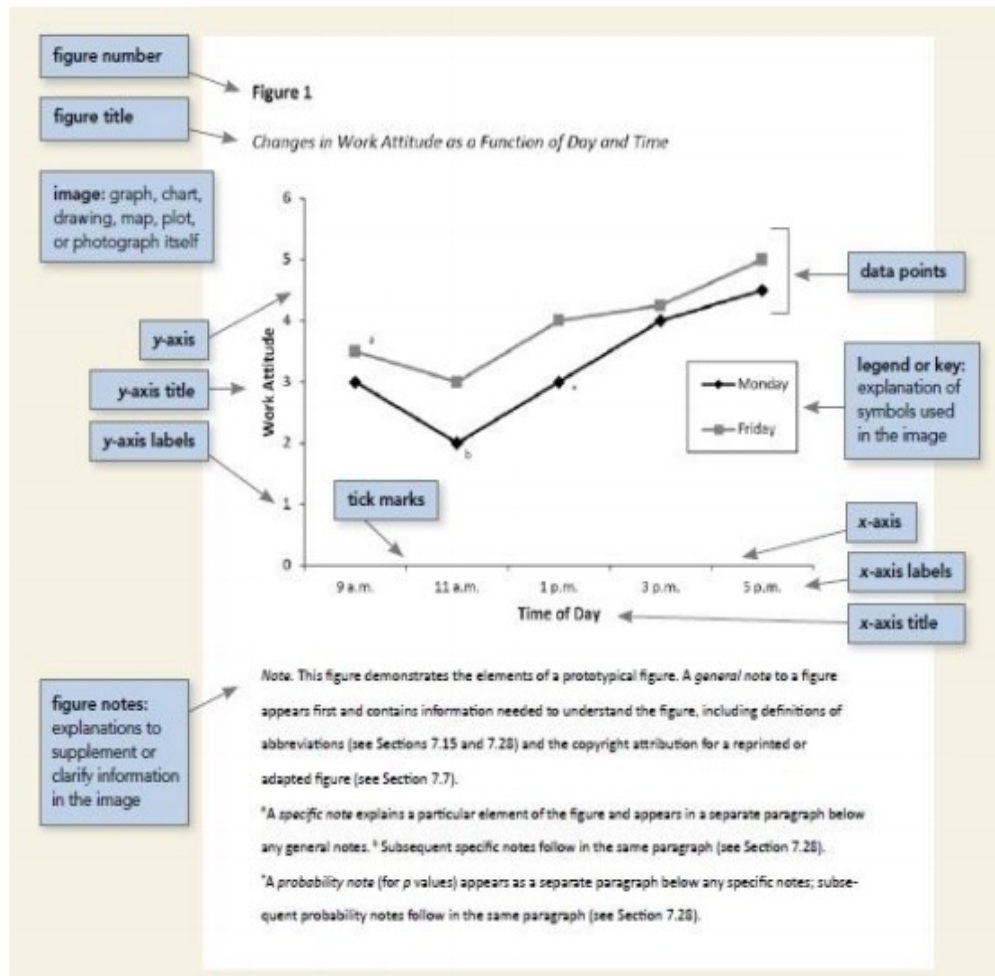 figure number
Figure 1
figure title
Changes in Work Attitude as a Function of Day and Time
image: graph, chart,
drawing, map, plot,
or photograph itself
6
5
4
3
2
1
0
data points
y-axis
y-axis title
y-axis labels
Work Attitude
a
b
*
Monday
Friday
legend or key:
explanation of
symbols used
in the image
tick marks
x-axis
9 a.m. 11 a.m. 1 p.m. 3 p.m. 5 p.m.
x-axis labels
Time of Day
x-axis title
figure notes:
explanations to
supplement or
clarify information
in the image
Note. This figure demonstrates the elements of a prototypical figure. A general note to a figure
appears first and contains information needed to understand the figure, including definitions of
abbreviations (see Sections 7.15 and 7.28) and the copyright attribution for a reprinted or
adapted figure (see Section 7.7).
ᵃA specific note explains a particular element of the figure and appears in a separate paragraph below
any general notes. ᵇ Subsequent specific notes follow in the same paragraph (see Section 7.28).
*A probability note (for p values) appears as a separate paragraph below any specific notes; subse-
quent probability notes follow in the same paragraph (see Section 7.28).